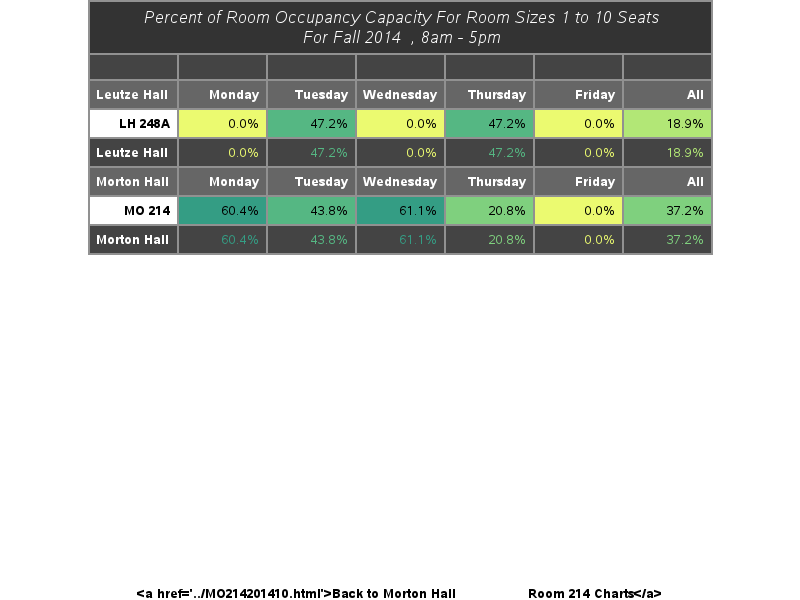 Percent of Room Occupancy Capacity For Room Sizes 1 to 10 Seats
For Fall 2014 , 8am - 5pm
Leutze Hall Monday Tuesday Wednesday Thursday Friday All
LH 248A 0.0% 47.2% 0.0% 47.2% 0.0% 18.9%
Leutze Hall 0.0% 47.2% 0.0% 47.2% 0.0% 18.9%
Morton Hall Monday Tuesday Wednesday Thursday Friday All
MO 214 60.4% 43.8% 61.1% 20.8% 0.0% 37.2%
Morton Hall 60.4% 43.8% 61.1% 20.8% 0.0% 37.2%
<a href='../MO214201410.html'>Back to Morton Hall Room 214 Charts</a>